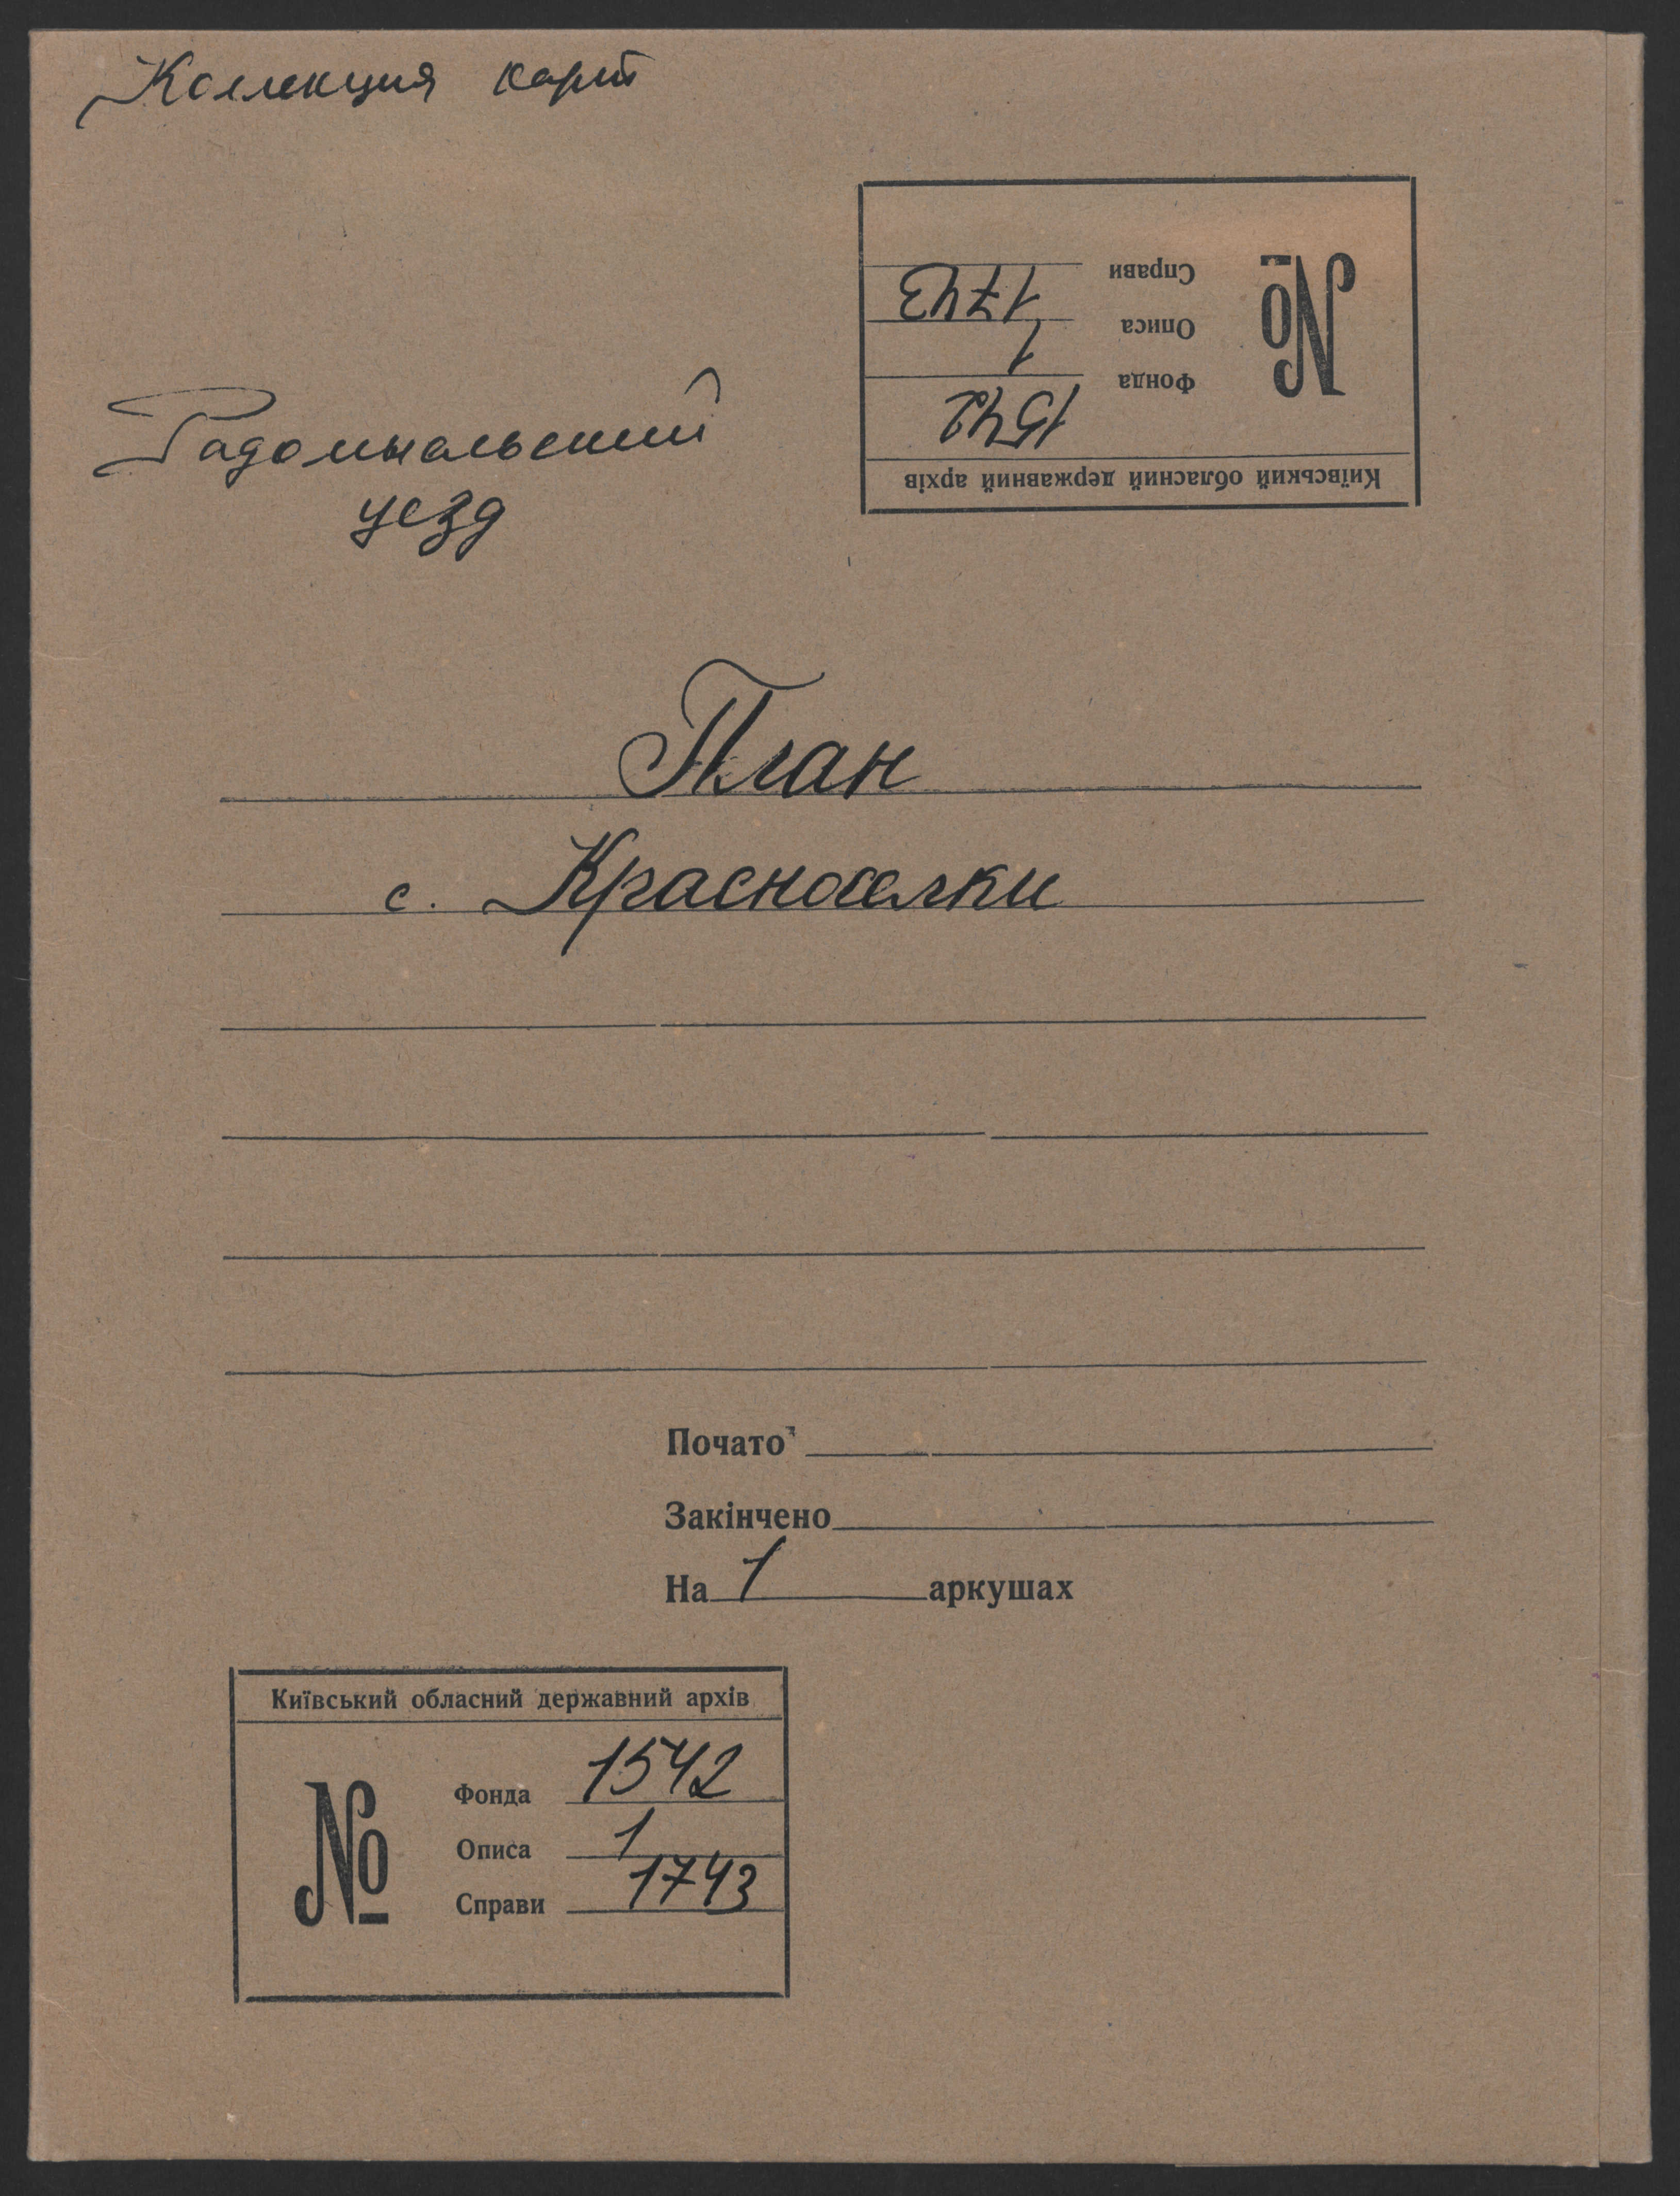 Коллекция карт
Київський обласний державний архів
№
Фонда 1542
Описа 1
Справи 1743
Радомысльский
уезд
План
с. Красноселки
Почато
Закінчено
На 1 аркушах
Київський обласний державний архів
№
Фонда 1542
Описа 1
Справи 1743